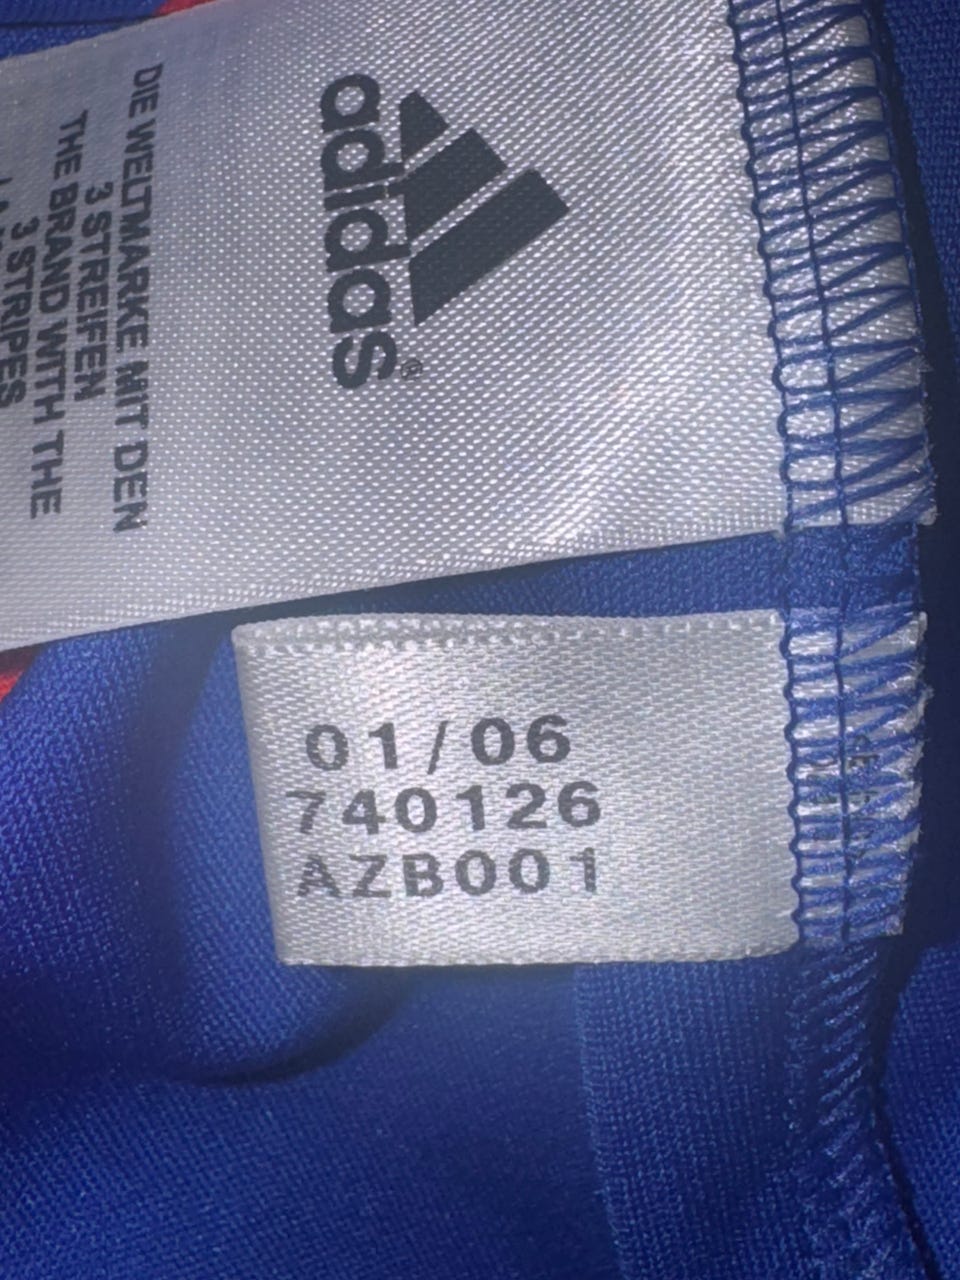 adidas®
DIE WELTMARKE MIT DEN
3 STREIFEN
THE BRAND WITH THE
3 STRIPES
01/06
740126
AZB001